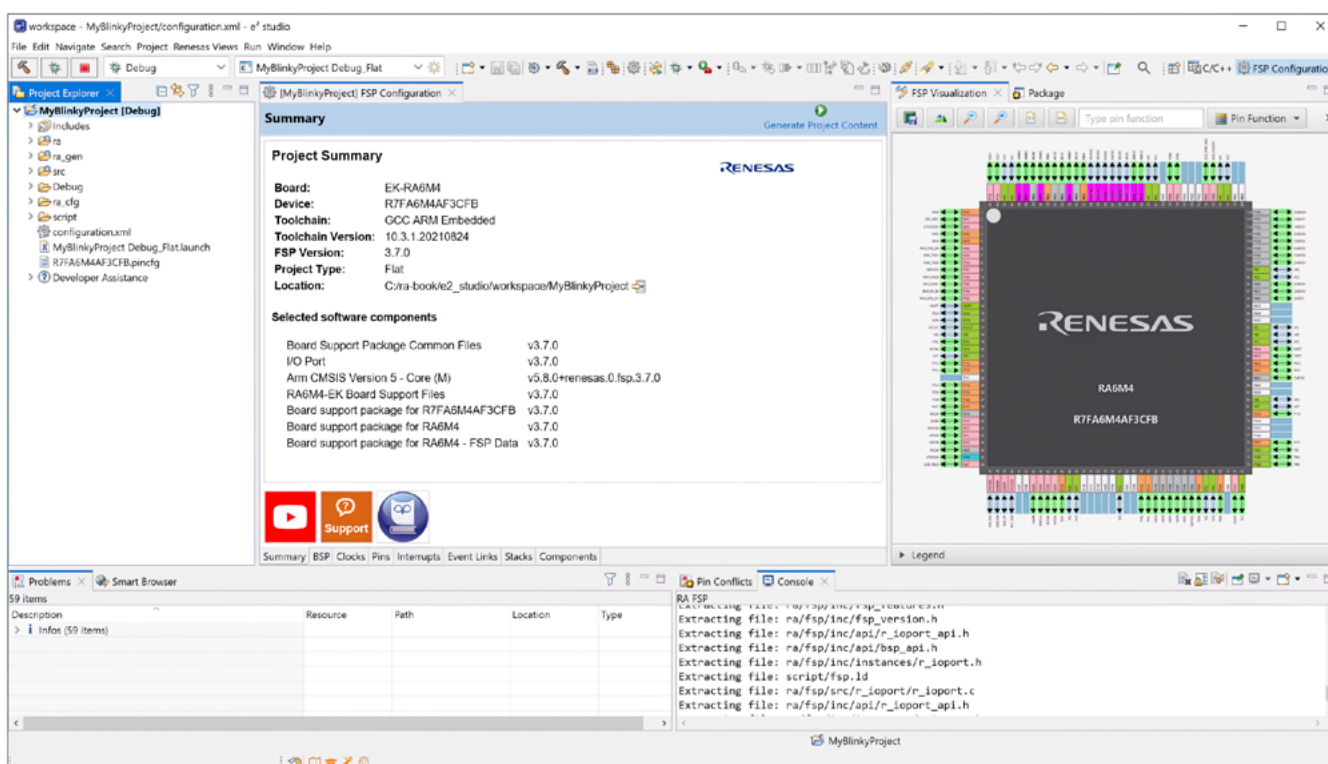 workspace - MyBlinkyProject/configuration.xml - e² studio
File Edit Navigate Search Project Renesas Views Run Window Help
Debug
MyBlinkyProject Debug_Flat
C/C++
FSP Configuratio
Project Explorer
MyBlinkyProject [Debug]
Includes
ra
ra_gen
src
Debug
ra_cfg
script
configuration.xml
MyBlinkyProject Debug_Flat.launch
R7FA6M4AF3CFB.pincfg
Developer Assistance
[MyBlinkyProject] FSP Configuration
Summary
Generate Project Content
Project Summary
RENESAS
Board: EK-RA6M4
Device: R7FA6M4AF3CFB
Toolchain: GCC ARM Embedded
Toolchain Version: 10.3.1.20210824
FSP Version: 3.7.0
Project Type: Flat
Location: C:/ra-book/e2_studio/workspace/MyBlinkyProject
Selected software components
Board Support Package Common Files v3.7.0
I/O Port v3.7.0
Arm CMSIS Version 5 - Core (M) v5.8.0+renesas.0.fsp.3.7.0
RA6M4-EK Board Support Files v3.7.0
Board support package for R7FA6M4AF3CFB v3.7.0
Board support package for RA6M4 v3.7.0
Board support package for RA6M4 - FSP Data v3.7.0
Support
Summary BSP Clocks Pins Interrupts Event Links Stacks Components
FSP Visualization
Package
Type pin function
Pin Function
RENESAS
RA6M4
R7FA6M4AF3CFB
Legend
Problems
Smart Browser
59 items
Description Resource Path Location Type
Infos (59 items)
Pin Conflicts
Console
RA FSP
Extracting file: ra/fsp/inc/fsp_features.h
Extracting file: ra/fsp/inc/fsp_version.h
Extracting file: ra/fsp/inc/api/r_ioport_api.h
Extracting file: ra/fsp/inc/api/bsp_api.h
Extracting file: ra/fsp/inc/instances/r_ioport.h
Extracting file: script/fsp.ld
Extracting file: ra/fsp/src/r_ioport/r_ioport.c
Extracting file: ra/fsp/inc/api/r_ioport_api.h
MyBlinkyProject